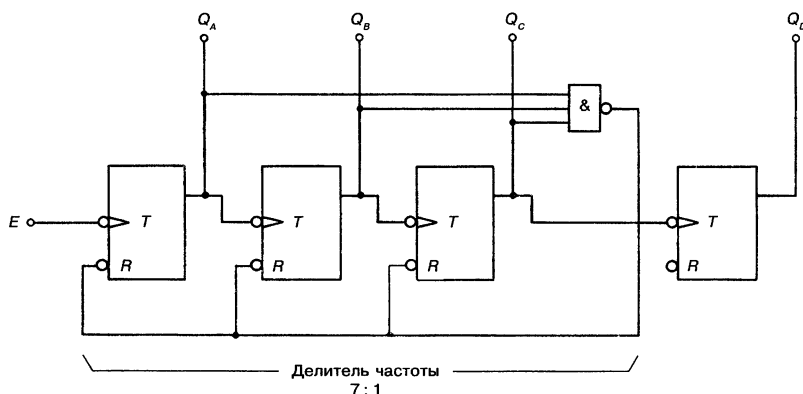 Q_A Q_B Q_C Q_D
&
E T T T T
R R R R
Делитель частоты
7 : 1